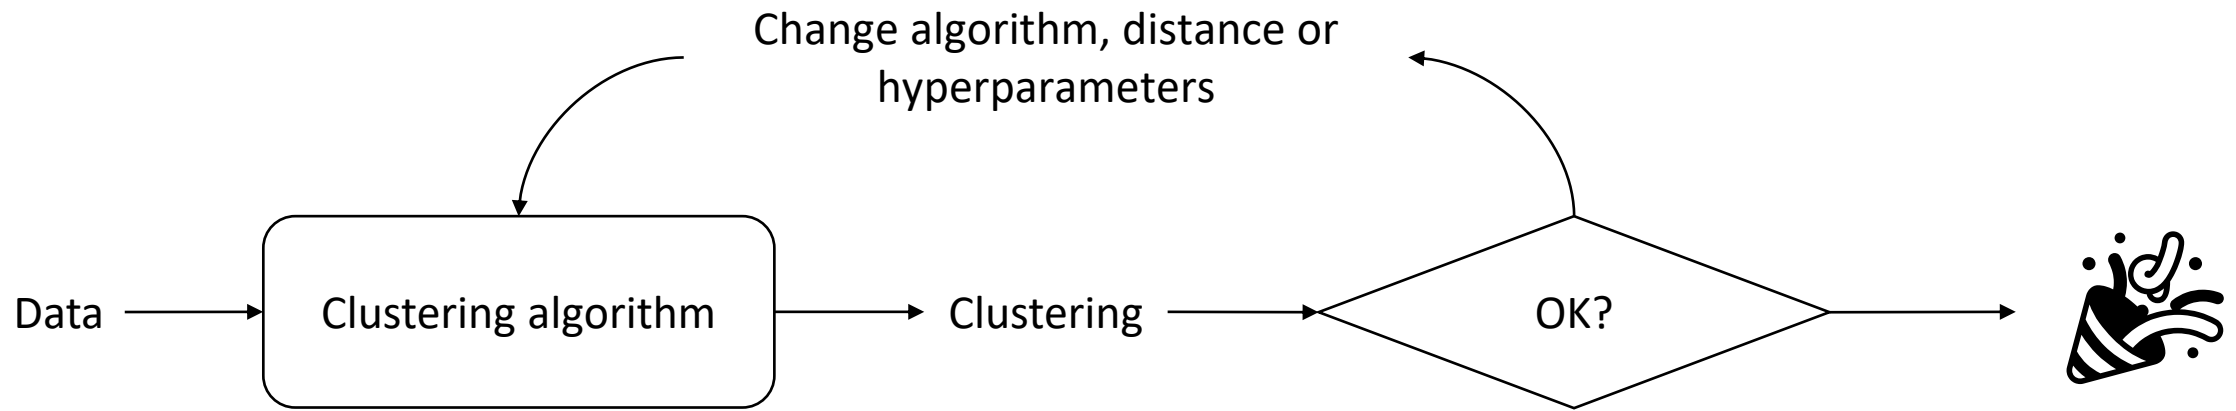 Change algorithm, distance or
hyperparameters
Data
Clustering algorithm
Clustering
OK?